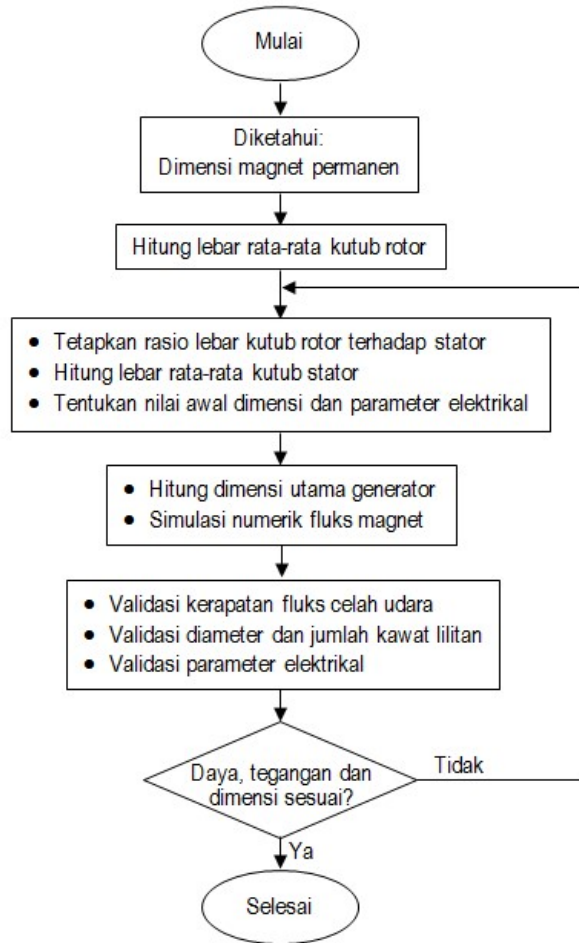 Mulai
Diketahui:
Dimensi magnet permanen
Hitung lebar rata-rata kutub rotor
• Tetapkan rasio lebar kutub rotor terhadap stator
• Hitung lebar rata-rata kutub stator
• Tentukan nilai awal dimensi dan parameter elektrikal
• Hitung dimensi utama generator
• Simulasi numerik fluks magnet
• Validasi kerapatan fluks celah udara
• Validasi diameter dan jumlah kawat lilitan
• Validasi parameter elektrikal
Daya, tegangan dan
dimensi sesuai?
Tidak
Ya
Selesai